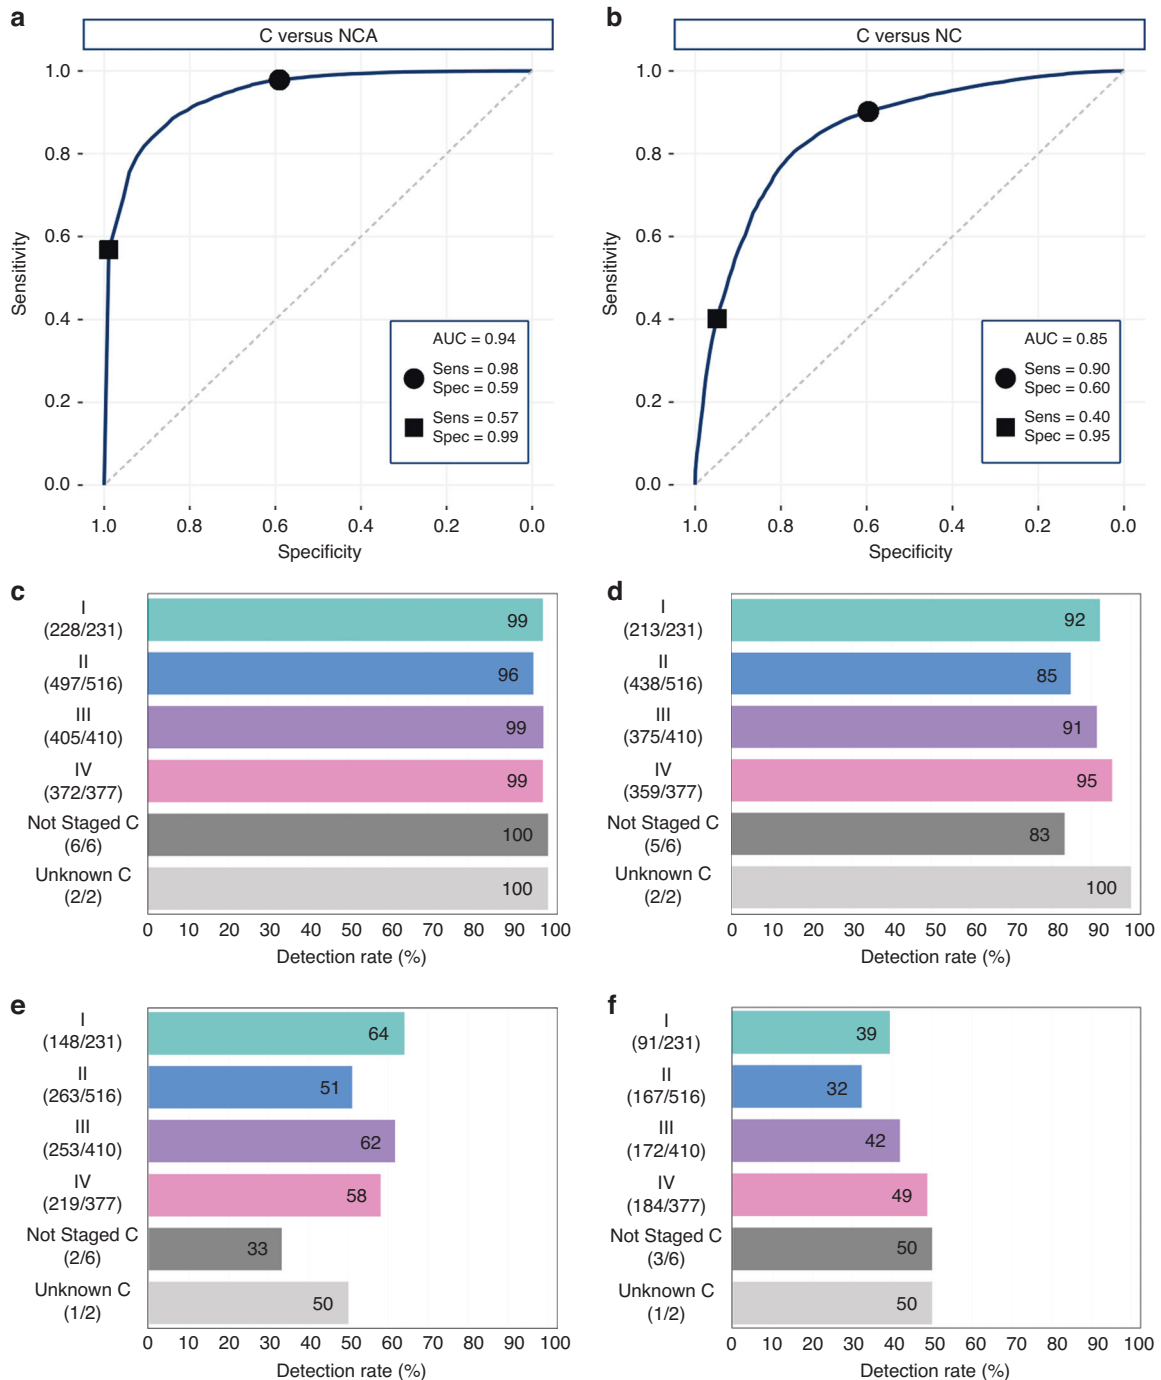 a
C versus NCA
1.0
0.8
0.6
0.4
0.2
0.0
Sensitivity
AUC = 0.94
Sens = 0.98
Spec = 0.59
Sens = 0.57
Spec = 0.99
1.0 0.8 0.6 0.4 0.2 0.0
Specificity
b
C versus NC
1.0
0.8
0.6
0.4
0.2
0.0
Sensitivity
AUC = 0.85
Sens = 0.90
Spec = 0.60
Sens = 0.40
Spec = 0.95
1.0 0.8 0.6 0.4 0.2 0.0
Specificity
c
I
(228/231)
99
II
(497/516)
96
III
(405/410)
99
IV
(372/377)
99
Not Staged C
(6/6)
100
Unknown C
(2/2)
100
0 10 20 30 40 50 60 70 80 90 100
Detection rate (%)
d
I
(213/231)
92
II
(438/516)
85
III
(375/410)
91
IV
(359/377)
95
Not Staged C
(5/6)
83
Unknown C
(2/2)
100
0 10 20 30 40 50 60 70 80 90 100
Detection rate (%)
e
I
(148/231)
64
II
(263/516)
51
III
(253/410)
62
IV
(219/377)
58
Not Staged C
(2/6)
33
Unknown C
(1/2)
50
0 10 20 30 40 50 60 70 80 90 100
Detection rate (%)
f
I
(91/231)
39
II
(167/516)
32
III
(172/410)
42
IV
(184/377)
49
Not Staged C
(3/6)
50
Unknown C
(1/2)
50
0 10 20 30 40 50 60 70 80 90 100
Detection rate (%)